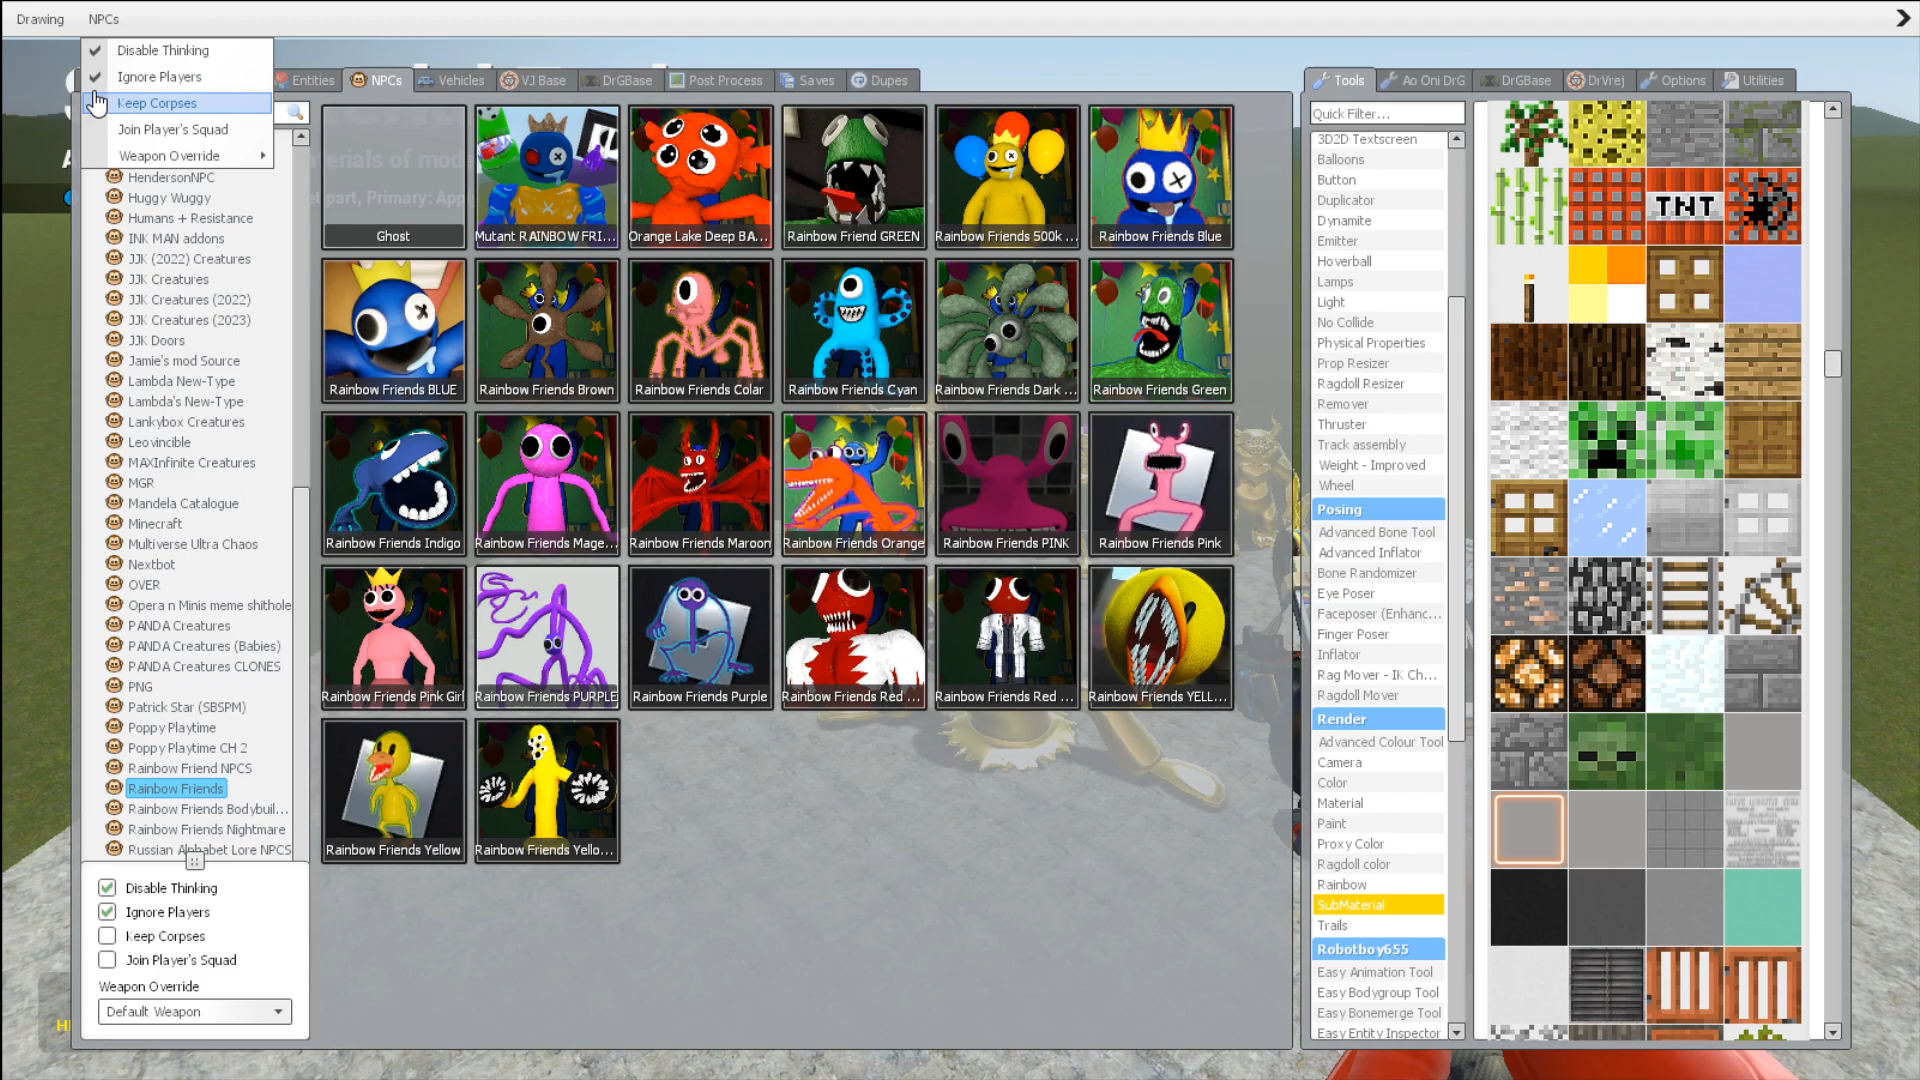 Drawing NPCs
Disable Thinking
Ignore Players
Keep Corpses
Join Player's Squad
Weapon Override
Entities NPCs Vehicles VJ Base DrGBase Post Process Saves Dupes
HendersonNPC
Huggy Wuggy
Humans + Resistance
INK MAN addons
JJK (2022) Creatures
JJK Creatures
JJK Creatures (2022)
JJK Creatures (2023)
JJK Doors
Jamie's mod Source
Lambda New-Type
Lambda's New-Type
Lankybox Creatures
Leovincible
MAXInfinite Creatures
MGR
Mandela Catalogue
Minecraft
Multiverse Ultra Chaos
Nextbot
OVER
Opera n Minis meme shithole
PANDA Creatures
PANDA Creatures (Babies)
PANDA Creatures CLONES
PNG
Patrick Star (SBSPM)
Poppy Playtime
Poppy Playtime CH 2
Rainbow Friend NPCS
Rainbow Friends
Rainbow Friends Bodybuil...
Rainbow Friends Nightmare
Russian Alphabet Lore NPCS
Disable Thinking
Ignore Players
Keep Corpses
Join Player's Squad
Weapon Override
Default Weapon
Ghost
Mutant RAINBOW FRI...
Orange Lake Deep BA...
Rainbow Friend GREEN
Rainbow Friends 500k ...
Rainbow Friends Blue
Rainbow Friends BLUE
Rainbow Friends Brown
Rainbow Friends Colar
Rainbow Friends Cyan
Rainbow Friends Dark ...
Rainbow Friends Green
Rainbow Friends Indigo
Rainbow Friends Mage...
Rainbow Friends Maroon
Rainbow Friends Orange
Rainbow Friends PINK
Rainbow Friends Pink
Rainbow Friends Pink Girl
Rainbow Friends PURPLE
Rainbow Friends Purple
Rainbow Friends Red ...
Rainbow Friends Red ...
Rainbow Friends YELL...
Rainbow Friends Yellow
Rainbow Friends Yello...
Tools Ao Oni DrG DrGBase DrVrej Options Utilities
Quick Filter...
3D2D Textscreen
Balloons
Button
Duplicator
Dynamite
Emitter
Hoverball
Lamps
Light
No Collide
Physical Properties
Prop Resizer
Ragdoll Resizer
Remover
Thruster
Track assembly
Weight - Improved
Wheel
Posing
Advanced Bone Tool
Advanced Inflator
Bone Randomizer
Eye Poser
Faceposer (Enhanc...
Finger Poser
Inflator
Rag Mover - IK Ch...
Ragdoll Mover
Render
Advanced Colour Tool
Camera
Color
Material
Paint
Proxy Color
Ragdoll color
Rainbow
SubMaterial
Trails
Robotboy655
Easy Animation Tool
Easy Bodygroup Tool
Easy Bonemerge Tool
Easy Entity Inspector
TNT